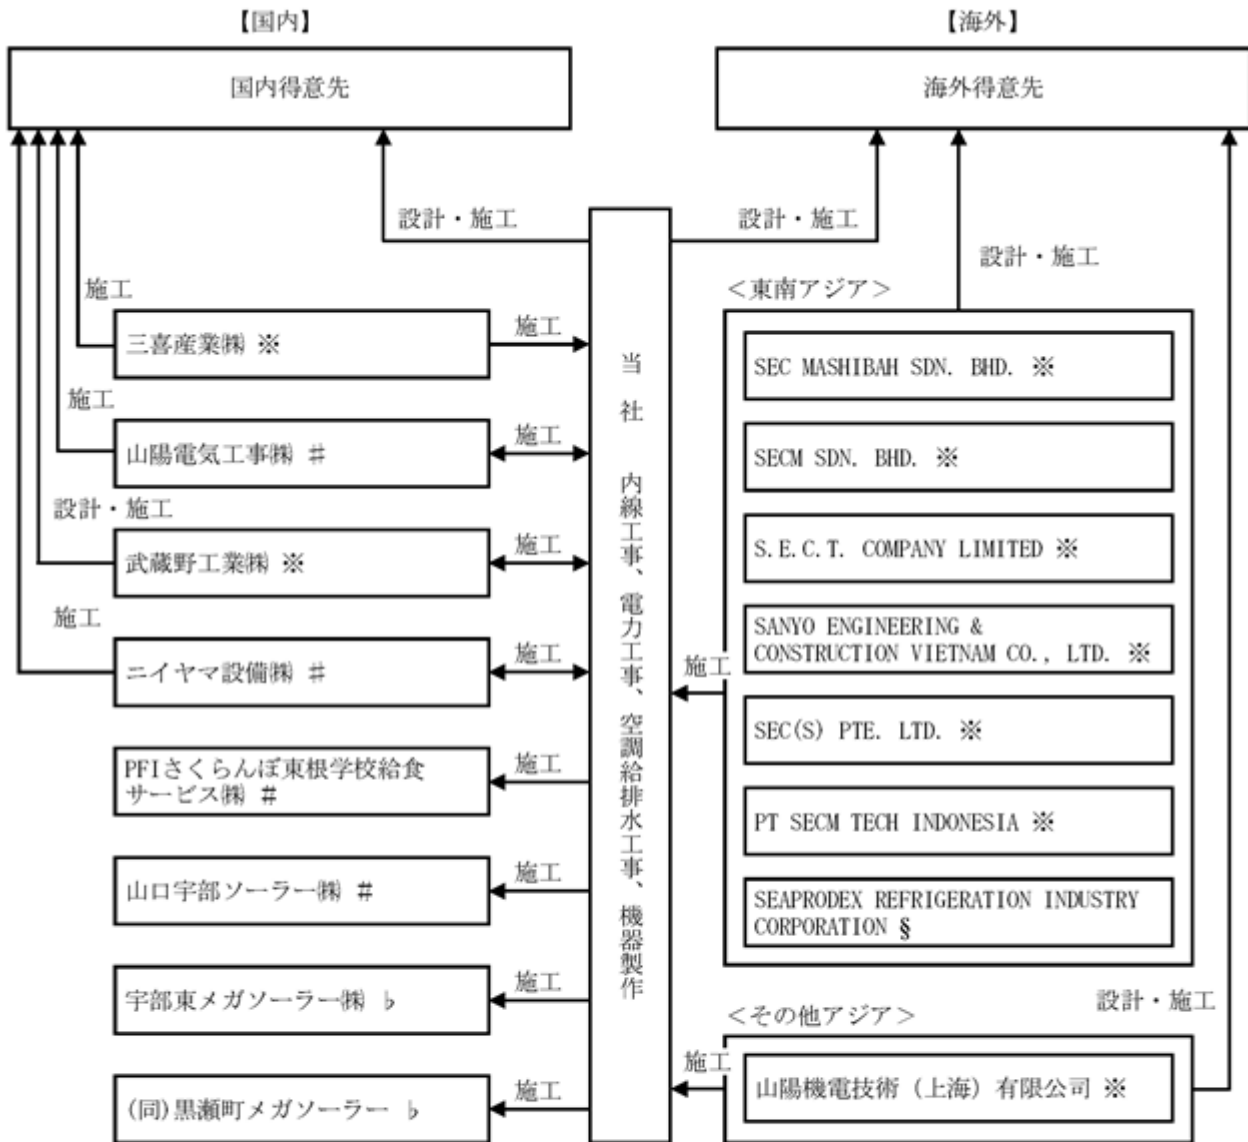 【国内】
【海外】
国内得意先
海外得意先
設計・施工
設計・施工
設計・施工
施工
三喜産業㈱ ※
施工
施工
山陽電気工事㈱ ＃
施工
設計・施工
武蔵野工業㈱ ※
施工
施工
ニイヤマ設備㈱ ＃
施工
PFIさくらんぼ東根学校給食
サービス㈱ ＃
施工
山口宇部ソーラー㈱ ＃
施工
宇部東メガソーラー㈱ ♭
施工
(同)黒瀬町メガソーラー ♭
施工
当社 内線工事、電力工事、空調給排水工事、機器製作
＜東南アジア＞
SEC MASHIBAH SDN. BHD. ※
SECM SDN. BHD. ※
S.E.C.T. COMPANY LIMITED ※
SANYO ENGINEERING &
CONSTRUCTION VIETNAM CO., LTD. ※
施工
SEC(S) PTE. LTD. ※
PT SECM TECH INDONESIA ※
SEAPRODEX REFRIGERATION INDUSTRY
CORPORATION §
設計・施工
＜その他アジア＞
施工
山陽機電技術（上海）有限公司 ※